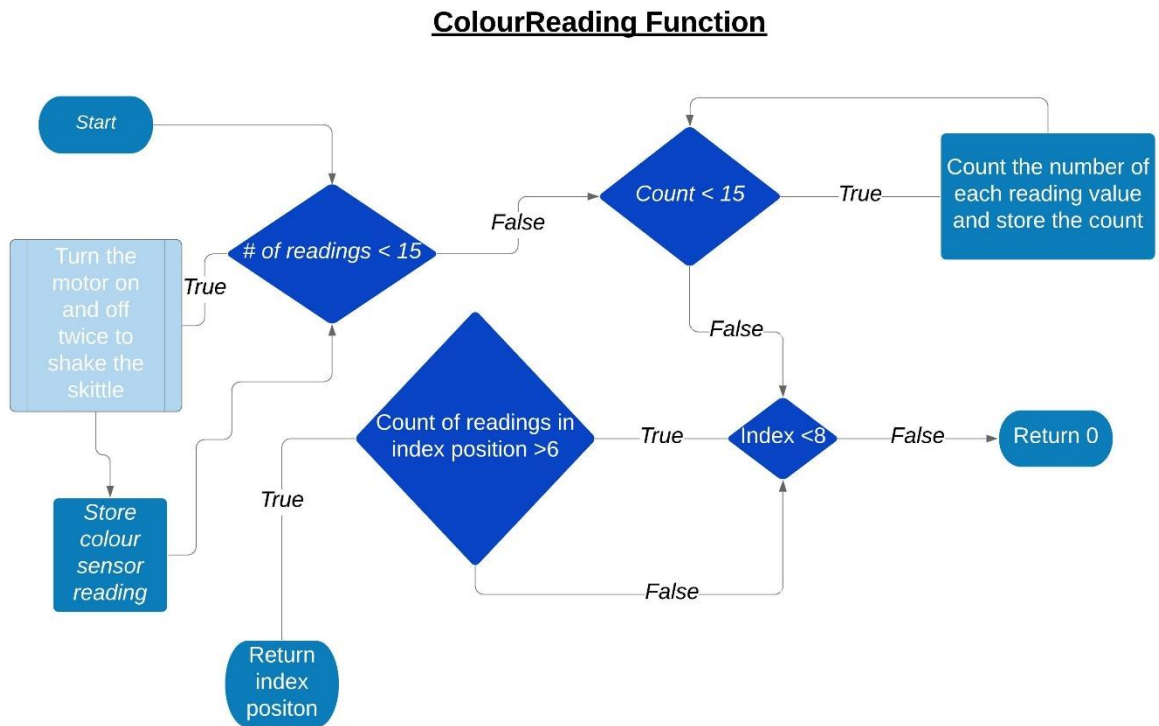 ColourReading Function
Start
# of readings < 15
True
False
Turn the
motor on
and off
twice to
shake the
skittle
Store
colour
sensor
reading
Count < 15
True
Count the number of
each reading value
and store the count
False
Index <8
False
Return 0
True
Count of readings in
index position >6
False
True
Return
index
positon